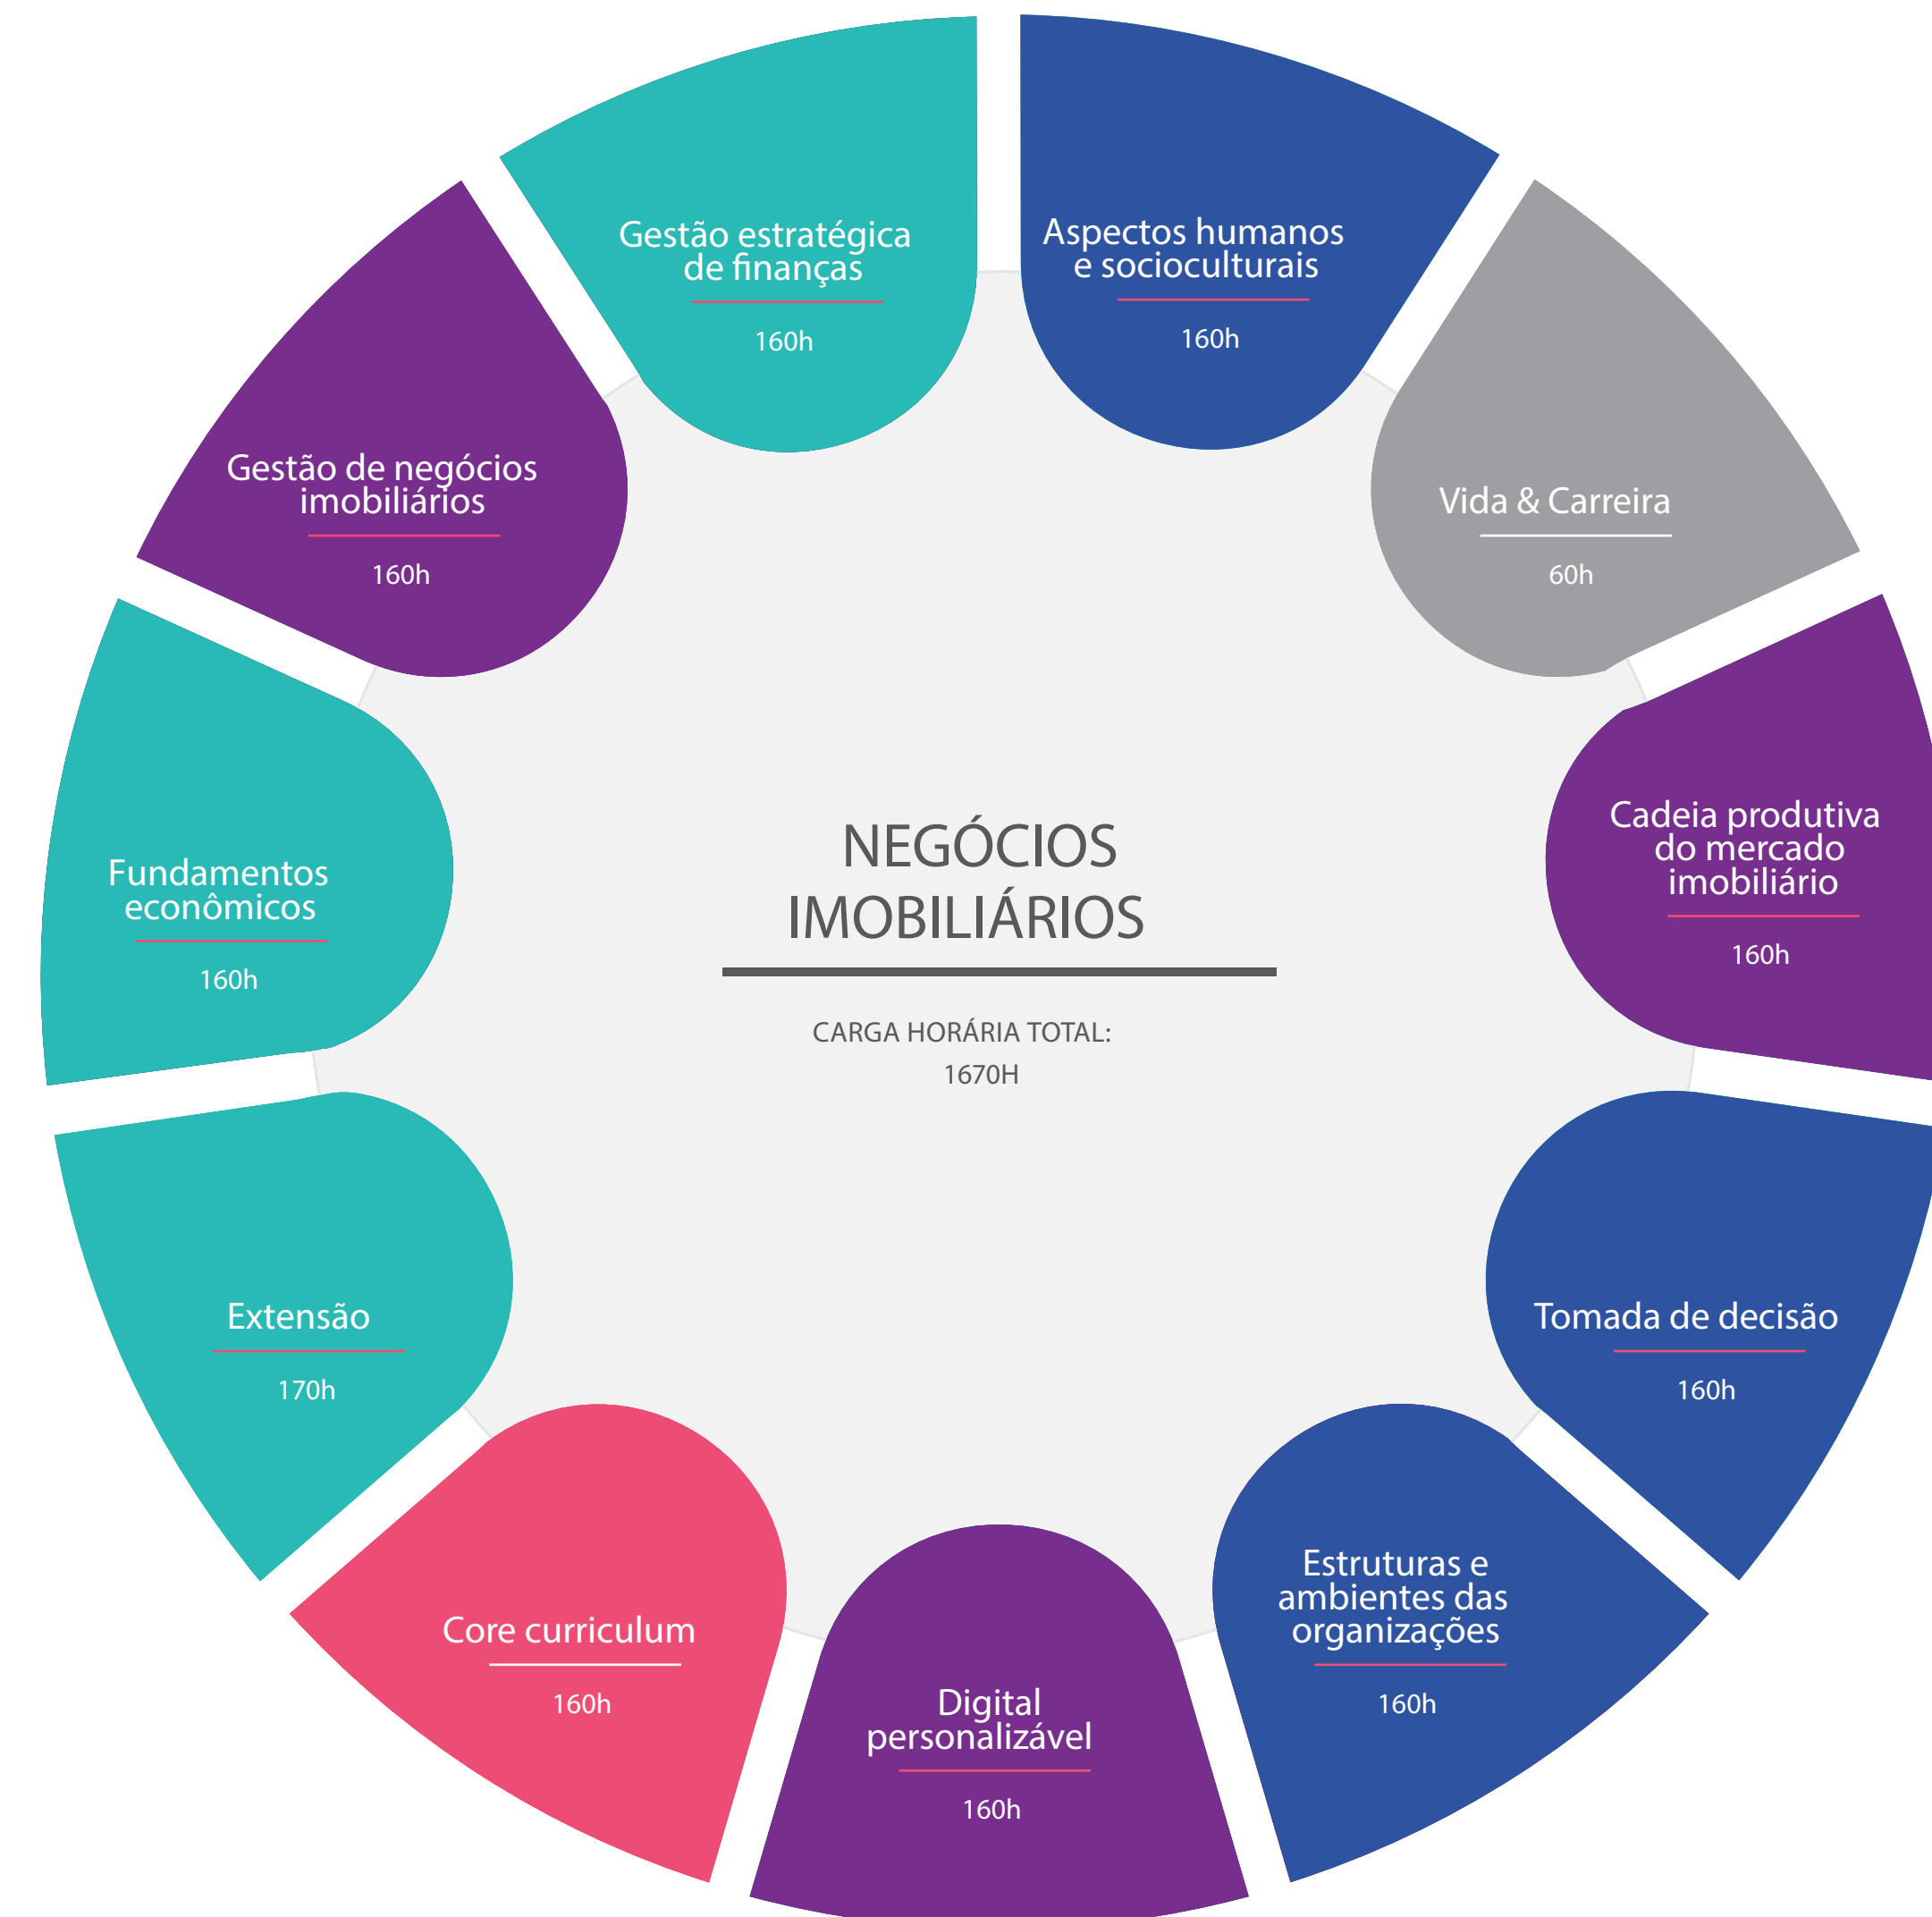 Gestão estratégica
de finanças
160h
Aspectos humanos
e socioculturais
160h
Vida & Carreira
60h
Cadeia produtiva
do mercado
imobiliário
160h
Tomada de decisão
160h
Estruturas e
ambientes das
organizações
160h
Digital
personalizável
160h
Core curriculum
160h
Extensão
170h
Fundamentos
econômicos
160h
Gestão de negócios
imobiliários
160h
NEGÓCIOS
IMOBILIÁRIOS
CARGA HORÁRIA TOTAL:
1670H